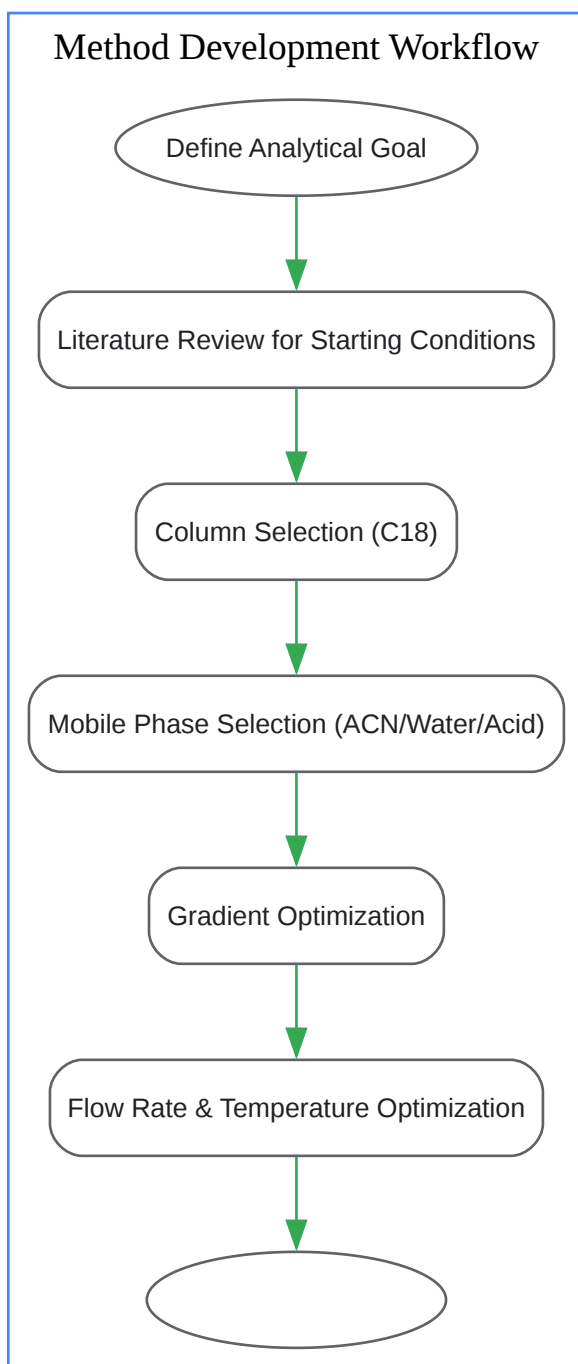 Method Development Workflow
Define Analytical Goal
Literature Review for Starting Conditions
Column Selection (C18)
Mobile Phase Selection (ACN/Water/Acid)
Gradient Optimization
Flow Rate & Temperature Optimization